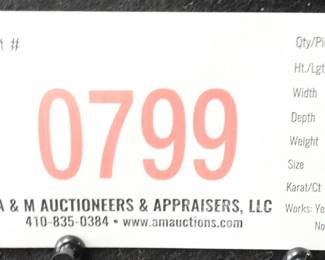 t #
0799
A & M AUCTIONEERS & APPRAISERS, LLC
410-835-0384 • www.amauctions.com
Qty/Pi
Ht./Lgt
Width
Depth
Weight
Size
Karat/Ct
Works: Ye
No